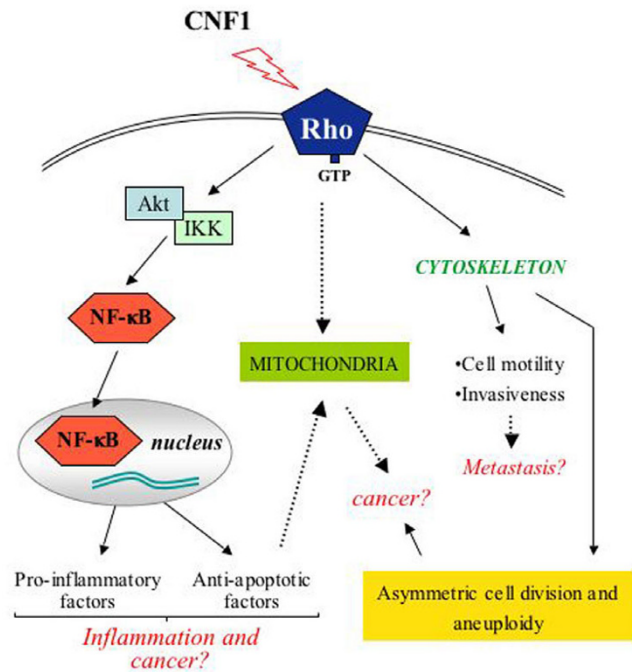 CNF1
Rho
GTP
Akt
IKK
CYTOSKELETON
NF-κB
MITOCHONDRIA
•Cell motility
•Invasiveness
NF-κB
nucleus
Metastasis?
cancer?
Pro-inflammatory
factors
Anti-apoptotic
factors
Asymmetric cell division and
aneuploidy
Inflammation and
cancer?